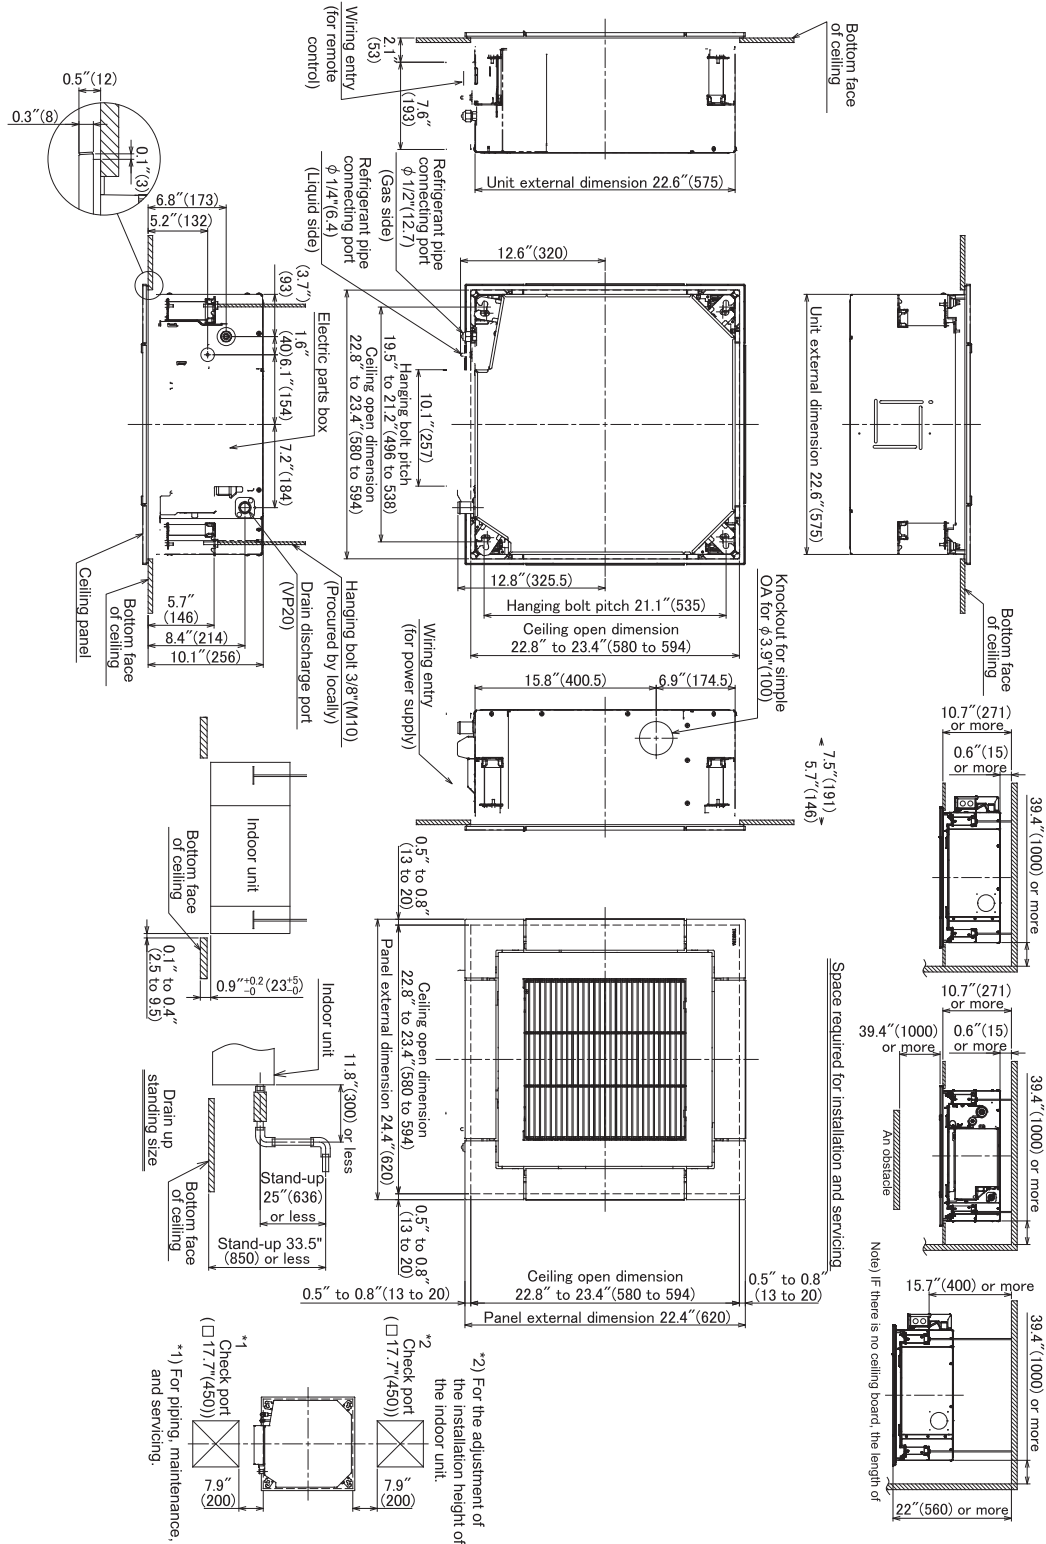 Bottom face
of ceiling
Wiring entry
(for remote
control)
2.1"
(53)
7.6"
(193)
Unit external dimension 22.6"(575)
0.5"(12)
0.3"(8)
0.1"(3)
6.8"(173)
5.2"(132)
Refrigerant pipe
connecting port
φ 1/2"(12.7)
(Gas side)
Refrigerant pipe
connecting port
φ 1/4"(6.4)
(Liquid side)
12.6"(320)
(3.7"
(93)
1.6"
(40)
6.1"(154)
7.2"(184)
Electric parts box
Hanging bolt pitch
19.5" to 21.2"(496 to 538)
Ceiling open dimension
22.8" to 23.4"(580 to 594)
10.1"(257)
Unit external dimension 22.6"(575)
12.8"(325.5)
Hanging bolt pitch 21.1"(535)
Ceiling open dimension
22.8" to 23.4"(580 to 594)
Knockout for simple
OA for φ3.9"(100)
Bottom face
of ceiling
Ceiling panel
Bottom face
of ceiling
5.7"
(146)
8.4"(214)
10.1"(256)
Drain discharge port
(VP20)
Hanging bolt 3/8"(M10)
(Procured by locally)
Wiring entry
(for power supply)
15.8"(400.5)
6.9"(174.5)
7.5"(191)
5.7"(146)
10.7"(271)
or more
0.6"(15)
or more
39.4"(1000) or more
Indoor unit
Bottom face
of ceiling
0.1" to 0.4"
(2.5 to 9.5)
0.9"+0.2 -0 (23+5 -0)
0.5" to 0.8"
(13 to 20)
Panel external dimension 24.4"(620)
Ceiling open dimension
22.8" to 23.4"(580 to 594)
0.5" to 0.8"
(13 to 20)
Space required for installation and servicing
10.7"(271)
or more
39.4"(1000)
or more
0.6"(15)
or more
39.4"(1000) or more
An obstacle
Indoor unit
11.8"(300) or less
Drain up
standing size
Stand-up
25"(636)
or less
Stand-up 33.5"
(850) or less
Bottom face
of ceiling
0.5" to 0.8"(13 to 20)
Ceiling open dimension
22.8" to 23.4"(580 to 594)
Panel external dimension 22.4"(620)
0.5" to 0.8"
(13 to 20)
Note) IF there is no ceiling board, the length of
15.7"(400) or more
39.4"(1000) or more
22"(560) or more
*1
Check port
(□17.7"(450))
*2
Check port
(□17.7"(450))
7.9"
(200)
7.9"
(200)
*1) For piping, maintenance,
and servicing.
*2) For the adjustment of
the installation height of
the indoor unit.